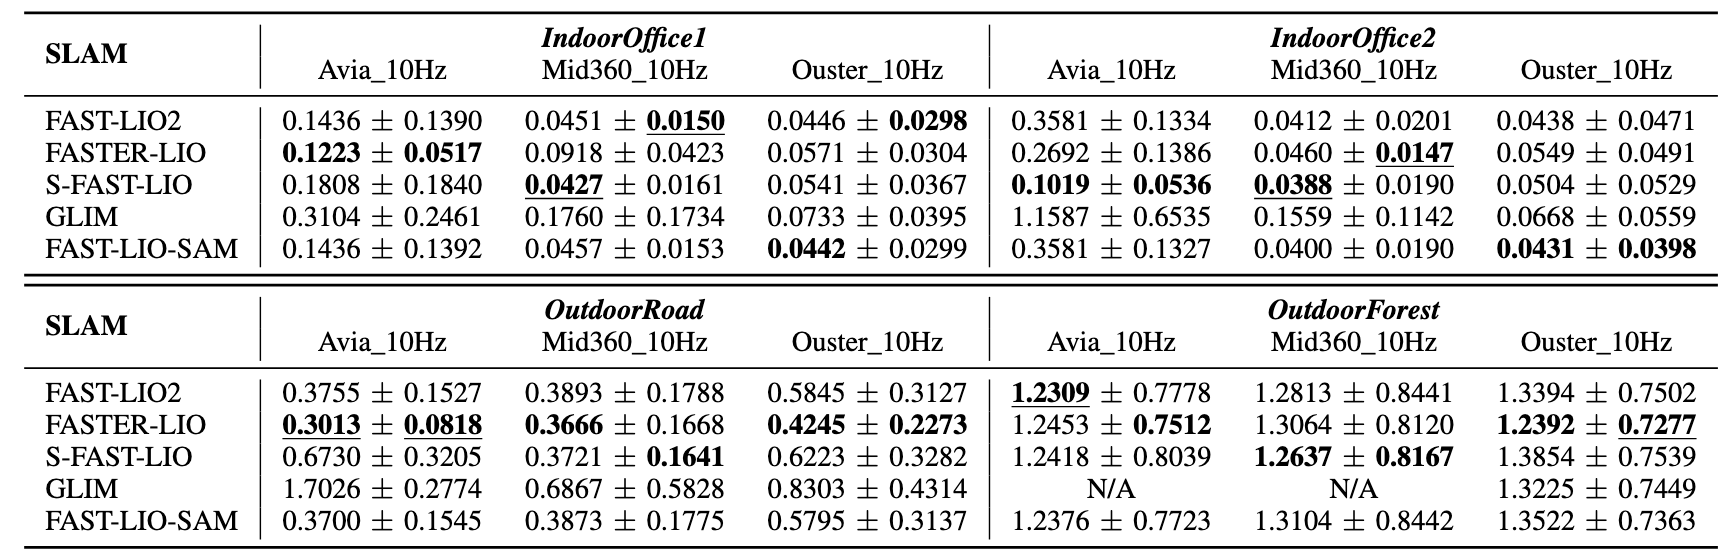 SLAM IndoorOffice1 IndoorOffice2
Avia_10Hz Mid360_10Hz Ouster_10Hz Avia_10Hz Mid360_10Hz Ouster_10Hz
FAST-LIO2 0.1436 ± 0.1390 0.0451 ± 0.0150 0.0446 ± 0.0298 0.3581 ± 0.1334 0.0412 ± 0.0201 0.0438 ± 0.0471
FASTER-LIO 0.1223 ± 0.0517 0.0918 ± 0.0423 0.0571 ± 0.0304 0.2692 ± 0.1386 0.0460 ± 0.0147 0.0549 ± 0.0491
S-FAST-LIO 0.1808 ± 0.1840 0.0427 ± 0.0161 0.0541 ± 0.0367 0.1019 ± 0.0536 0.0388 ± 0.0190 0.0504 ± 0.0529
GLIM 0.3104 ± 0.2461 0.1760 ± 0.1734 0.0733 ± 0.0395 1.1587 ± 0.6535 0.1559 ± 0.1142 0.0668 ± 0.0559
FAST-LIO-SAM 0.1436 ± 0.1392 0.0457 ± 0.0153 0.0442 ± 0.0299 0.3581 ± 0.1327 0.0400 ± 0.0190 0.0431 ± 0.0398
SLAM OutdoorRoad OutdoorForest
Avia_10Hz Mid360_10Hz Ouster_10Hz Avia_10Hz Mid360_10Hz Ouster_10Hz
FAST-LIO2 0.3755 ± 0.1527 0.3893 ± 0.1788 0.5845 ± 0.3127 1.2309 ± 0.7778 1.2813 ± 0.8441 1.3394 ± 0.7502
FASTER-LIO 0.3013 ± 0.0818 0.3666 ± 0.1668 0.4245 ± 0.2273 1.2453 ± 0.7512 1.3064 ± 0.8120 1.2392 ± 0.7277
S-FAST-LIO 0.6730 ± 0.3205 0.3721 ± 0.1641 0.6223 ± 0.3282 1.2418 ± 0.8039 1.2637 ± 0.8167 1.3854 ± 0.7539
GLIM 1.7026 ± 0.2774 0.6867 ± 0.5828 0.8303 ± 0.4314 N/A N/A 1.3225 ± 0.7449
FAST-LIO-SAM 0.3700 ± 0.1545 0.3873 ± 0.1775 0.5795 ± 0.3137 1.2376 ± 0.7723 1.3104 ± 0.8442 1.3522 ± 0.7363